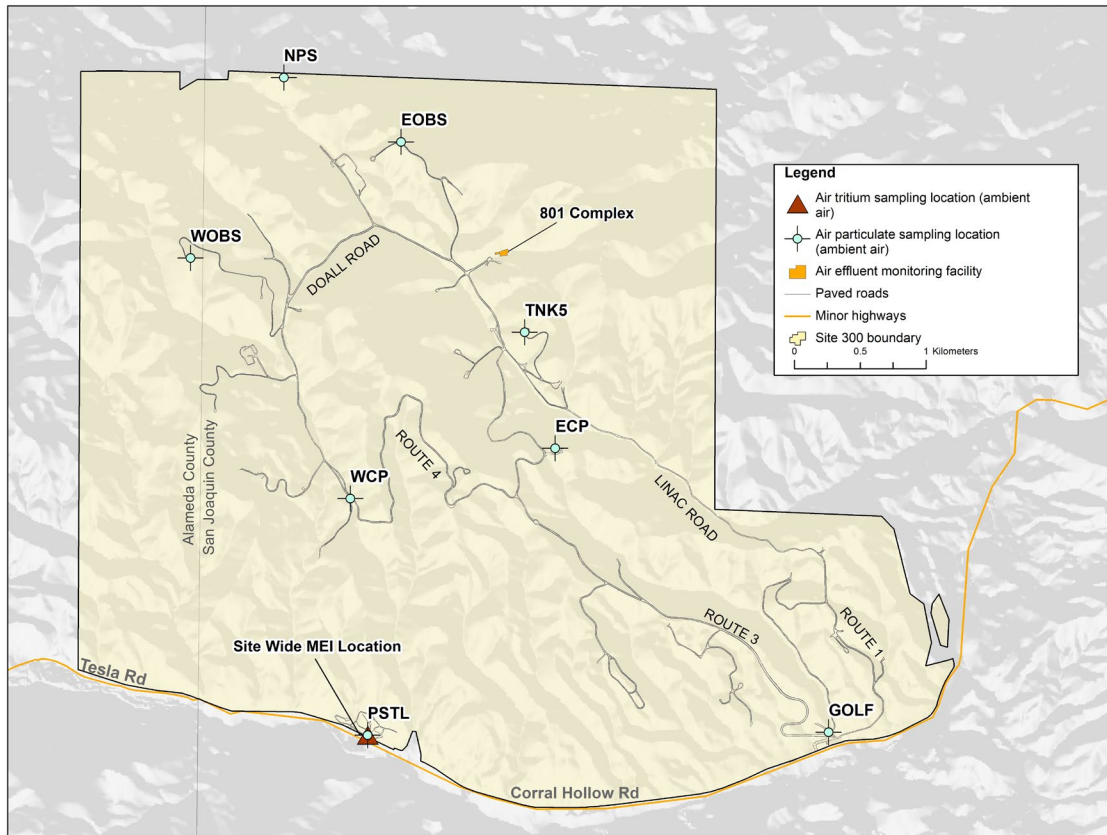 NPS
EOBS
Legend
Air tritium sampling location (ambient
air)
Air particulate sampling location
(ambient air)
Air effluent monitoring facility
Paved roads
Minor highways
Site 300 boundary
0 0.5 1 Kilometers
801 Complex
WOBS
DOALL ROAD
TNK5
ECP
ROUTE 4
WCP
LINAC ROAD
Alameda County
San Joaquin County
ROUTE 3
ROUTE 1
Site Wide MEI Location
Tesla Rd
PSTL
GOLF
Corral Hollow Rd